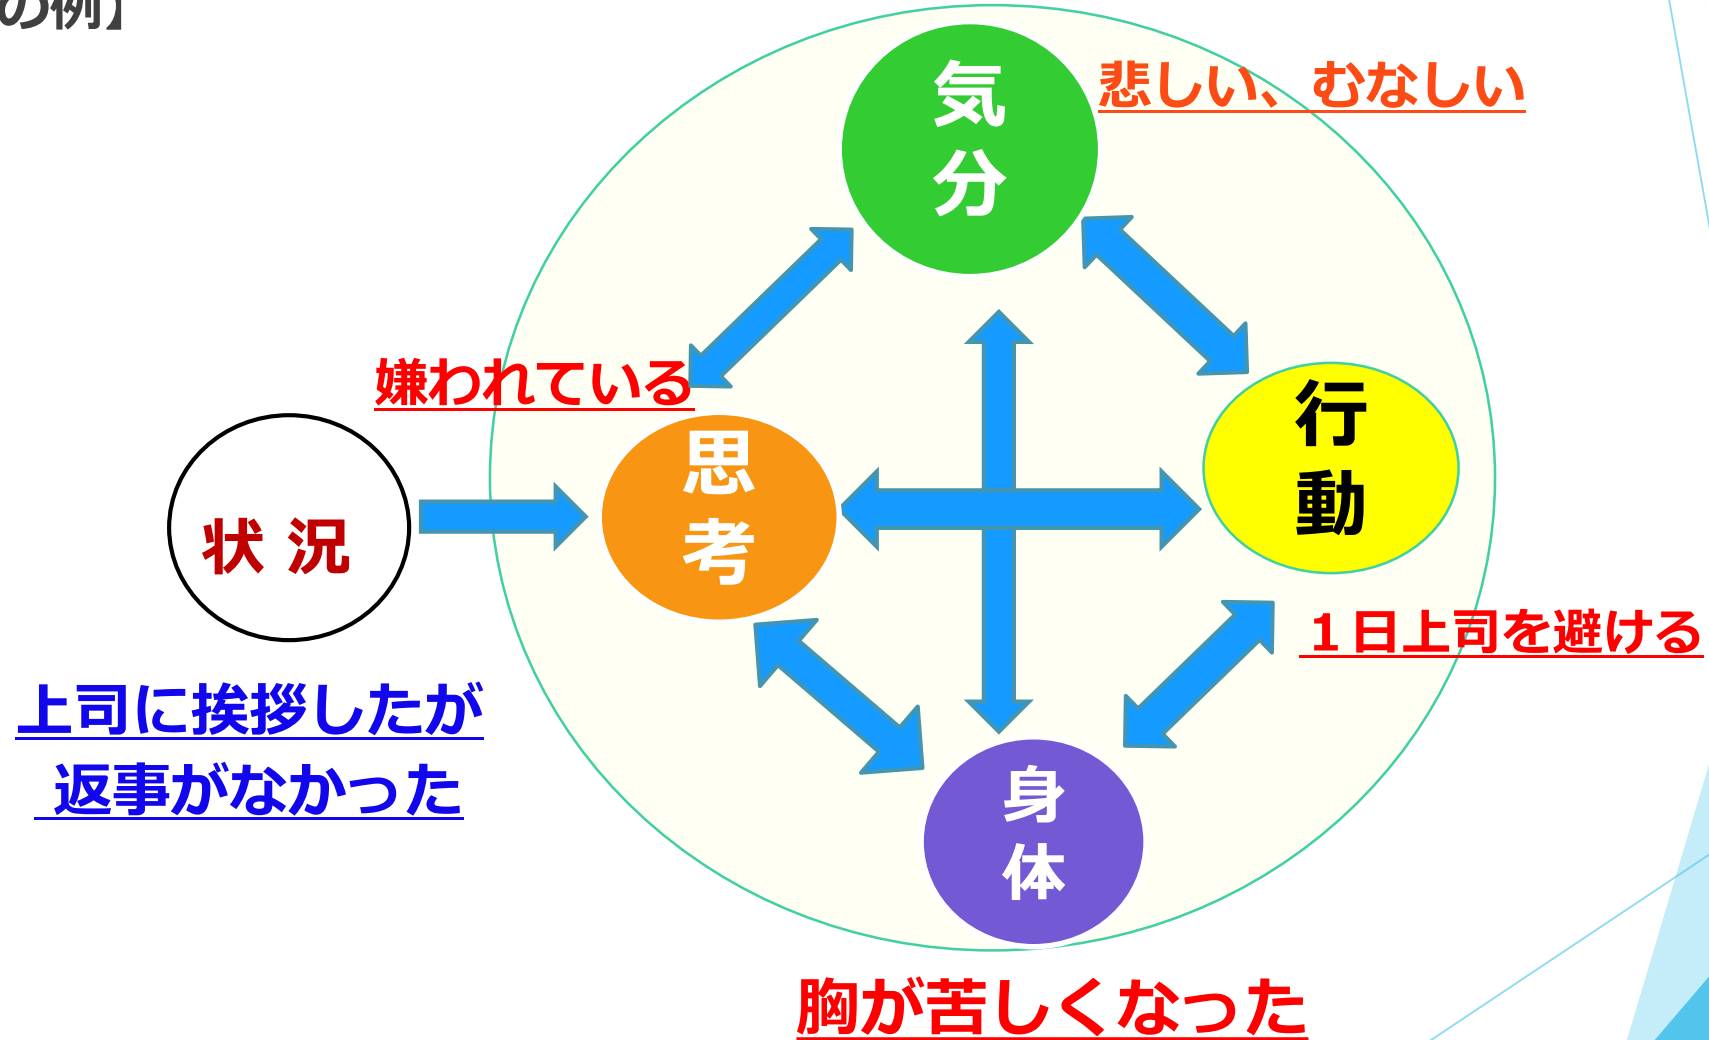 の例】
気分
悲しい、むなしい
嫌われている
思考
行動
状 況
１日上司を避ける
上司に挨拶したが
返事がなかった
身体
胸が苦しくなった